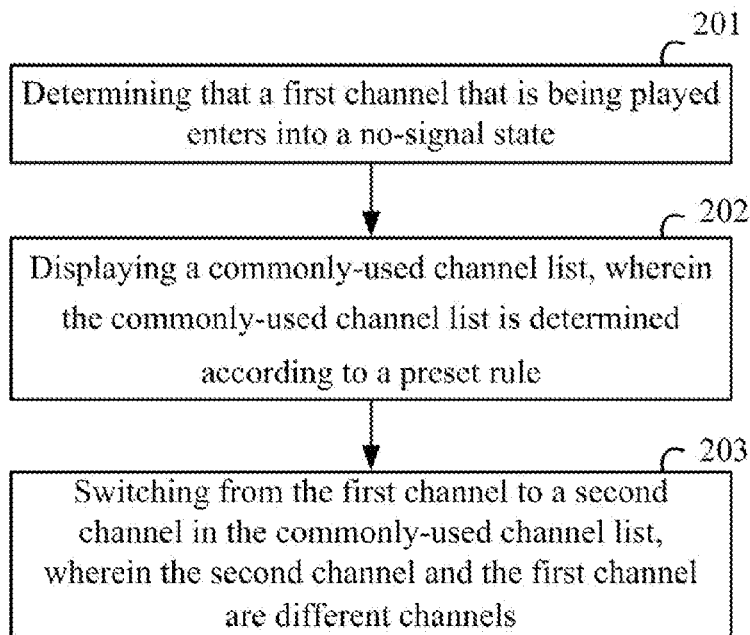 201
Determining that a first channel that is being played
enters into a no-signal state
202
Displaying a commonly-used channel list, wherein
the commonly-used channel list is determined
according to a preset rule
203
Switching from the first channel to a second
channel in the commonly-used channel list,
wherein the second channel and the first channel
are different channels